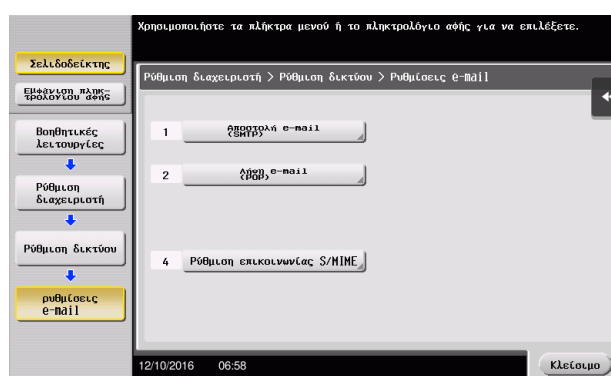 Χρησιμοποιήστε τα πλήκτρα μενού ή το πληκτρολόγιο αφής για να επιλέξετε.
Σελιδοδείκτης
Εμφάνιση πληκ-
τρολογίου αφής
Βοηθητικές
λειτουργίες
Ρύθμιση
διαχειριστή
Ρύθμιση δικτύου
ρυθμίσεις
e-mail
Ρύθμιση διαχειριστή > Ρύθμιση δικτύου > Ρυθμίσεις e-mail
1 Αποστολή e-mail
(SMTP)
2 Λήψη e-mail
(POP)
4 Ρύθμιση επικοινωνίας S/MIME
12/10/2016 06:58
Κλείσιμο